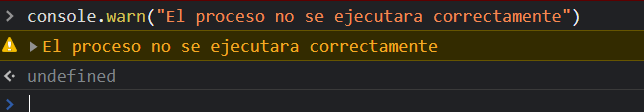 console.warn("El proceso no se ejecutara correctamente")
El proceso no se ejecutara correctamente
undefined